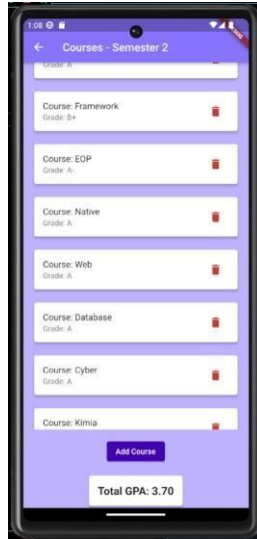 1:08
Courses - Semester 2
Grade: A
Course: Framework
Grade: B+
Course: EOP
Grade: A-
Course: Native
Grade: A
Course: Web
Grade: A
Course: Database
Grade: A
Course: Cyber
Grade: A
Course: Kimia
Add Course
Total GPA: 3.70